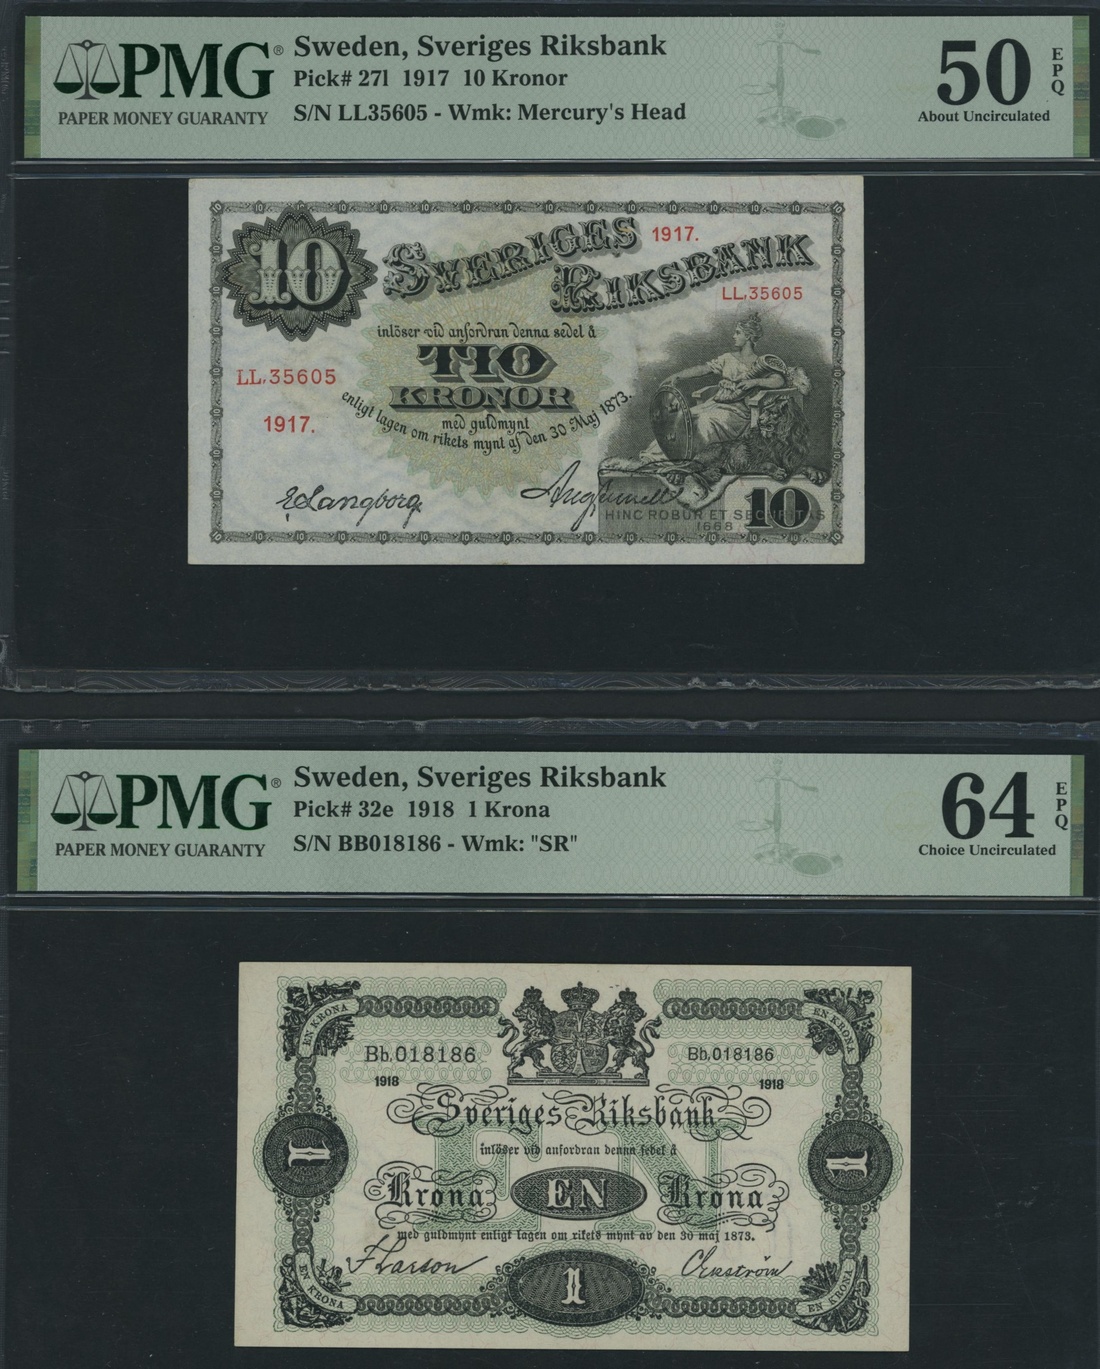 PMG®
PAPER MONEY GUARANTY
Sweden, Sveriges Riksbank
Pick# 27l 1917 10 Kronor
S/N LL35605 - Wmk: Mercury's Head
50
EPQ
About Uncirculated
10
SVERIGES
RIKSBANK
1917.
LL,35605
inlöser vid anfordran denna sedel å
TIO
KRONOR
LL,35605
1917.
med guldmynt
enligt lagen om rikets mynt af den 30 Maj 1873.
E Langborg
10
HINC ROBUR ET SECURITAS
1668
PMG®
PAPER MONEY GUARANTY
Sweden, Sveriges Riksbank
Pick# 32e 1918 1 Krona
S/N BB018186 - Wmk: "SR"
64
EPQ
Choice Uncirculated
EN KRONA
EN KRONA
Bb,018186
Bb,018186
1918
1918
Sveriges Riksbank
inlöser vid anfordran denna sedel å
1
1
Krona EN Krona
med guldmynt enligt lagen om rikets mynt av den 30 maj 1873.
F Larson
EN KRONA
1
EN KRONA